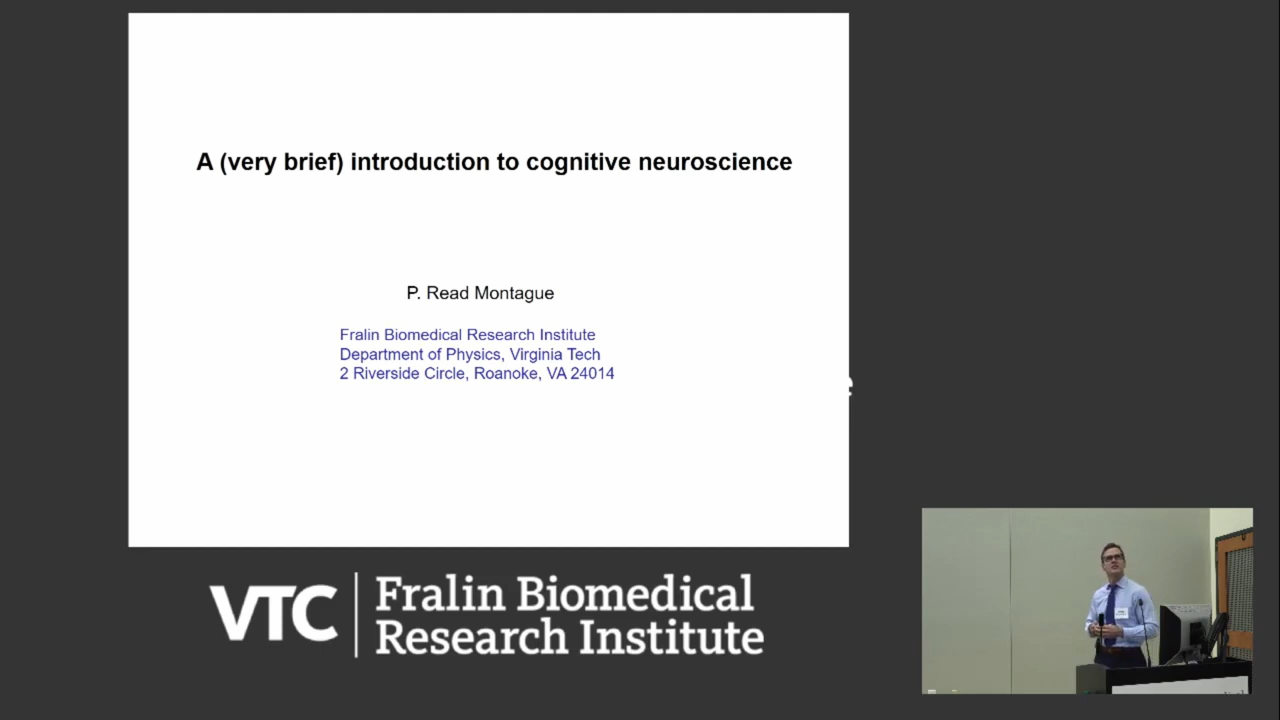 A (very brief) introduction to cognitive neuroscience
P. Read Montague
Fralin Biomedical Research Institute
Department of Physics, Virginia Tech
2 Riverside Circle, Roanoke, VA 24014
VTC
Fralin Biomedical
Research Institute